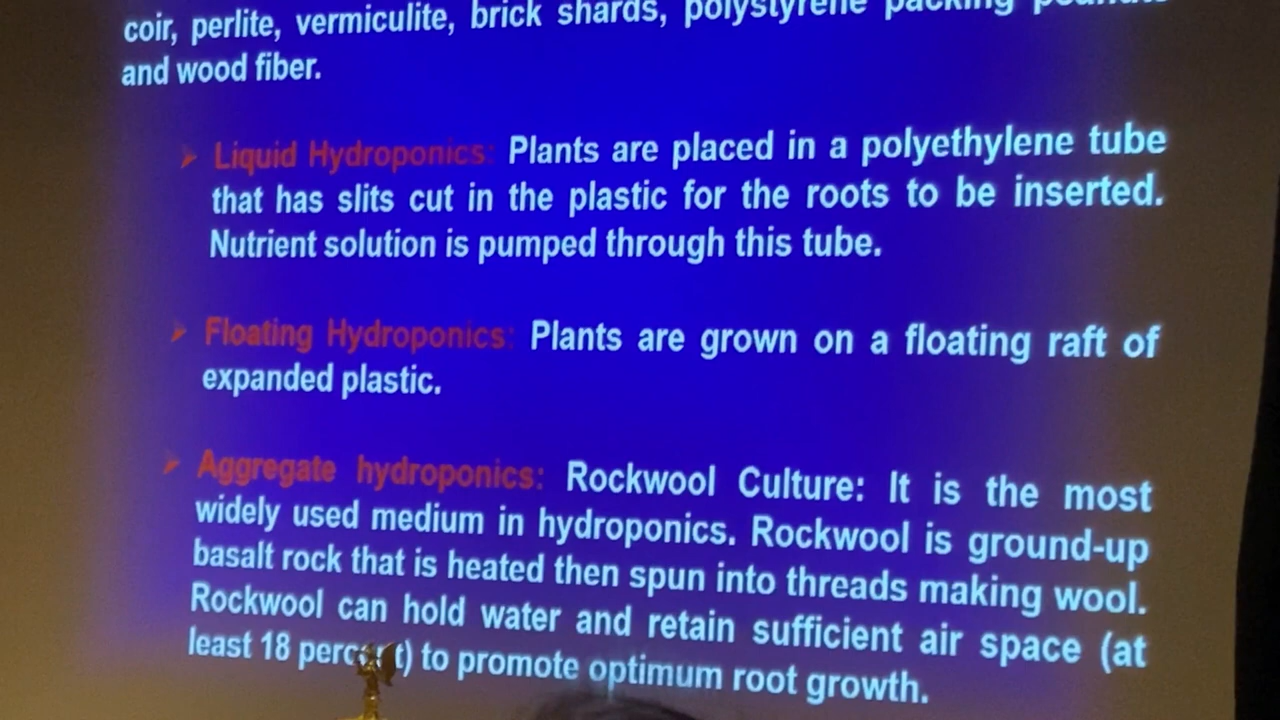 coir, perlite, vermiculite, brick shards, polystyrene packing peanuts
and wood fiber.
Liquid Hydroponics: Plants are placed in a polyethylene tube
that has slits cut in the plastic for the roots to be inserted.
Nutrient solution is pumped through this tube.
Floating Hydroponics: Plants are grown on a floating raft of
expanded plastic.
Aggregate hydroponics: Rockwool Culture: It is the most
widely used medium in hydroponics. Rockwool is ground-up
basalt rock that is heated then spun into threads making wool.
Rockwool can hold water and retain sufficient air space (at
least 18 percent) to promote optimum root growth.